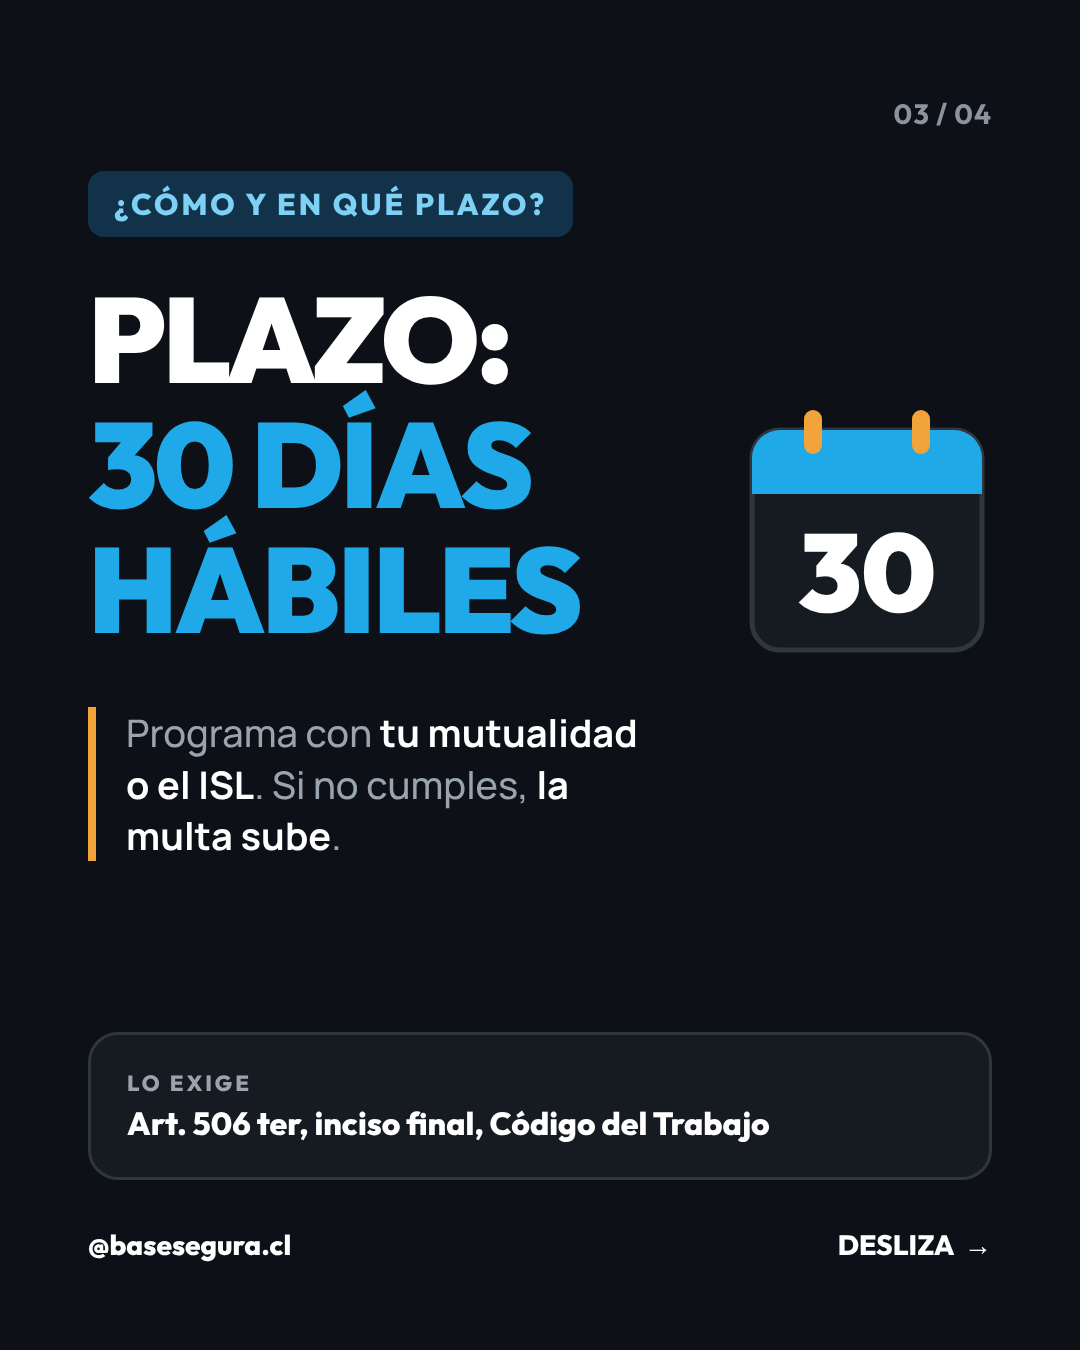 03 / 04
¿CÓMO Y EN QUÉ PLAZO?
PLAZO:
30 DÍAS
HÁBILES
30
Programa con tu mutualidad
o el ISL. Si no cumples, la
multa sube.
LO EXIGE
Art. 506 ter, inciso final, Código del Trabajo
@basesegura.cl
DESLIZA →